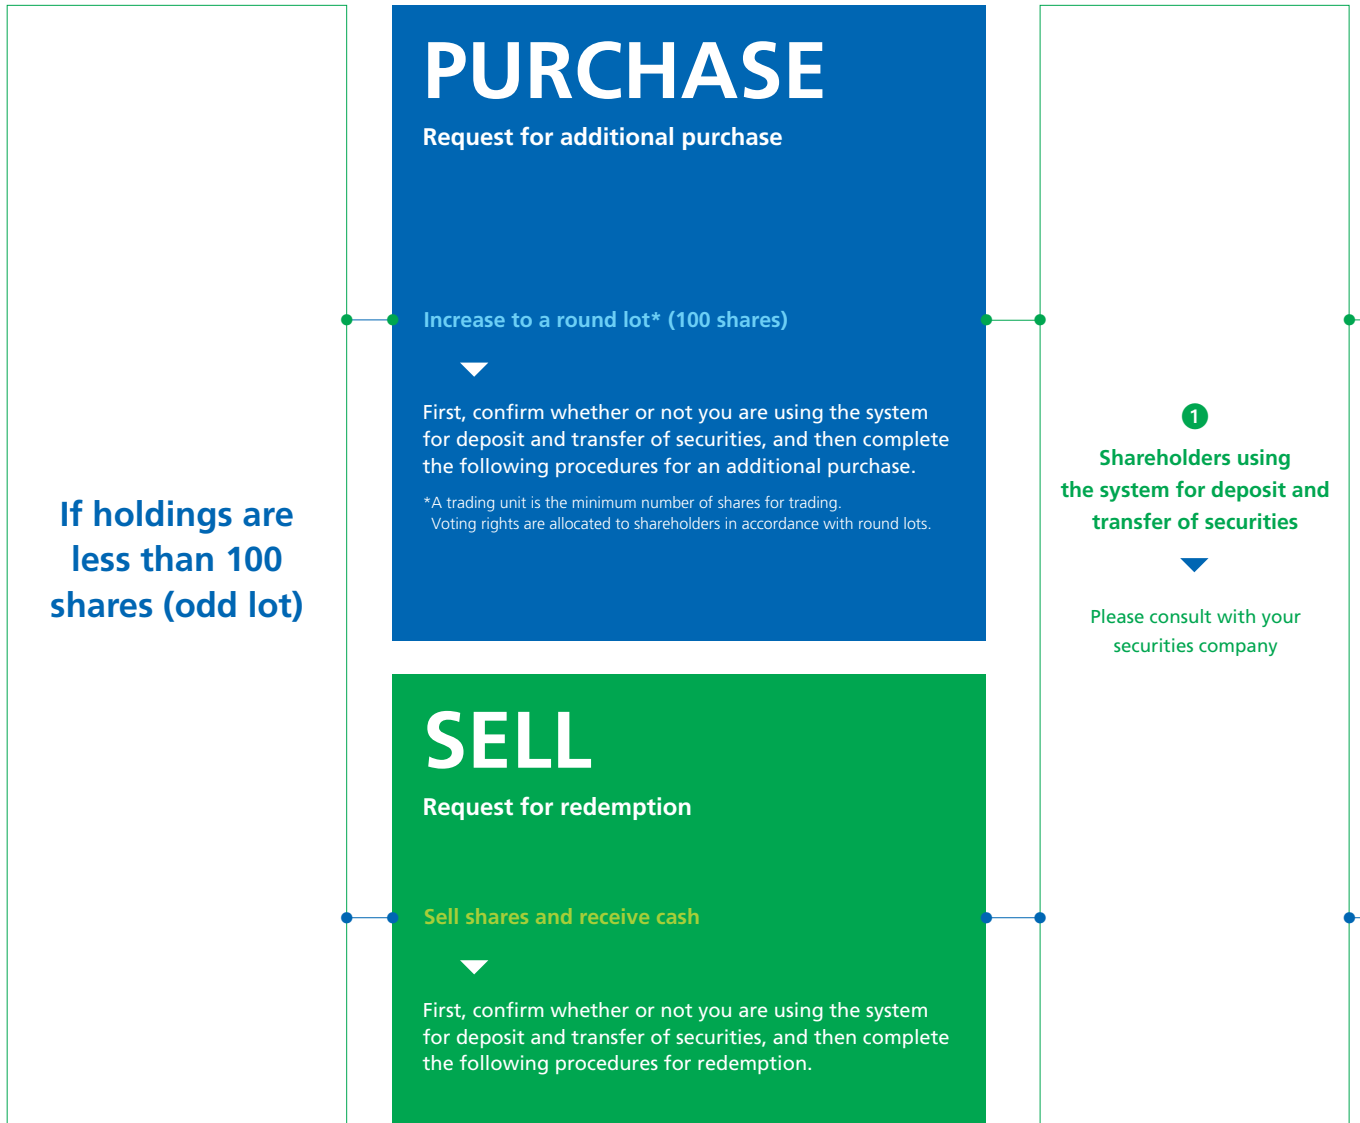 If holdings are
less than 100
shares (odd lot)
PURCHASE
Request for additional purchase
Increase to a round lot* (100 shares)
First, confirm whether or not you are using the system
for deposit and transfer of securities, and then complete
the following procedures for an additional purchase.
*A trading unit is the minimum number of shares for trading.
Voting rights are allocated to shareholders in accordance with round lots.
SELL
Request for redemption
Sell shares and receive cash
First, confirm whether or not you are using the system
for deposit and transfer of securities, and then complete
the following procedures for redemption.
1
Shareholders using
the system for deposit and
transfer of securities
Please consult with your
securities company